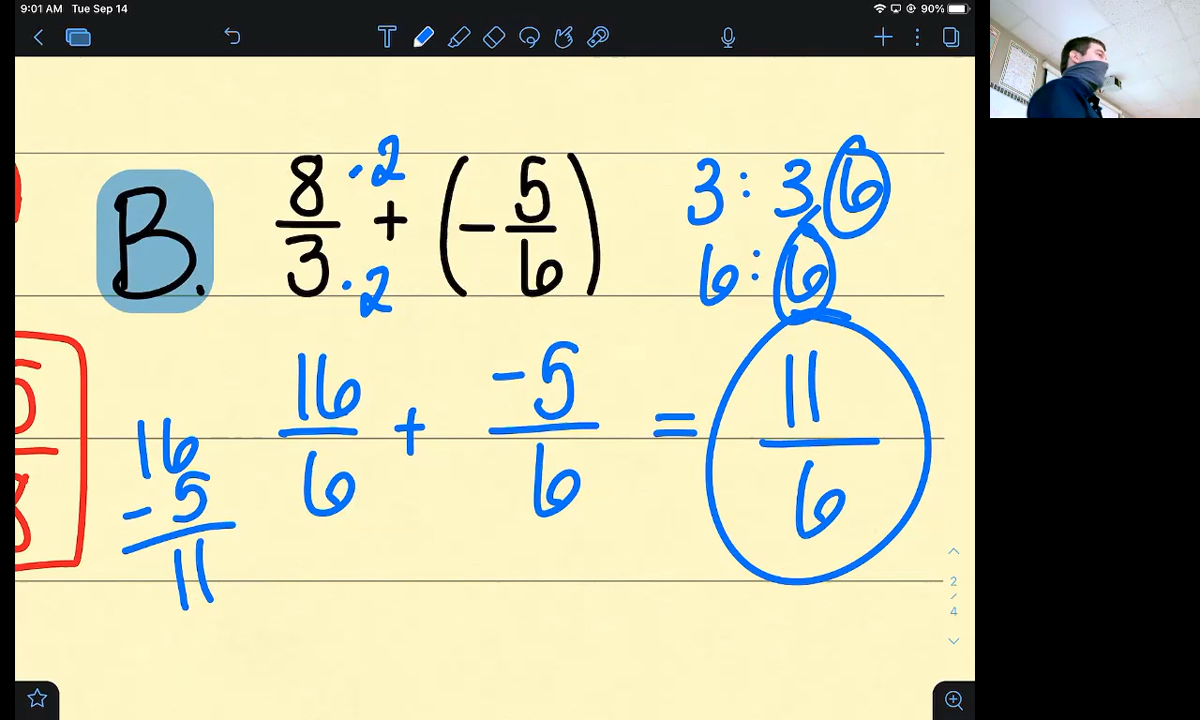 9:01 AM Tue Sep 14
90%
T
B. 8/3 + (-5/6)
·2
·2
3: 3, 6
6: 6
16/6 + -5/6 = 11/6
16
- 5
11
2
4